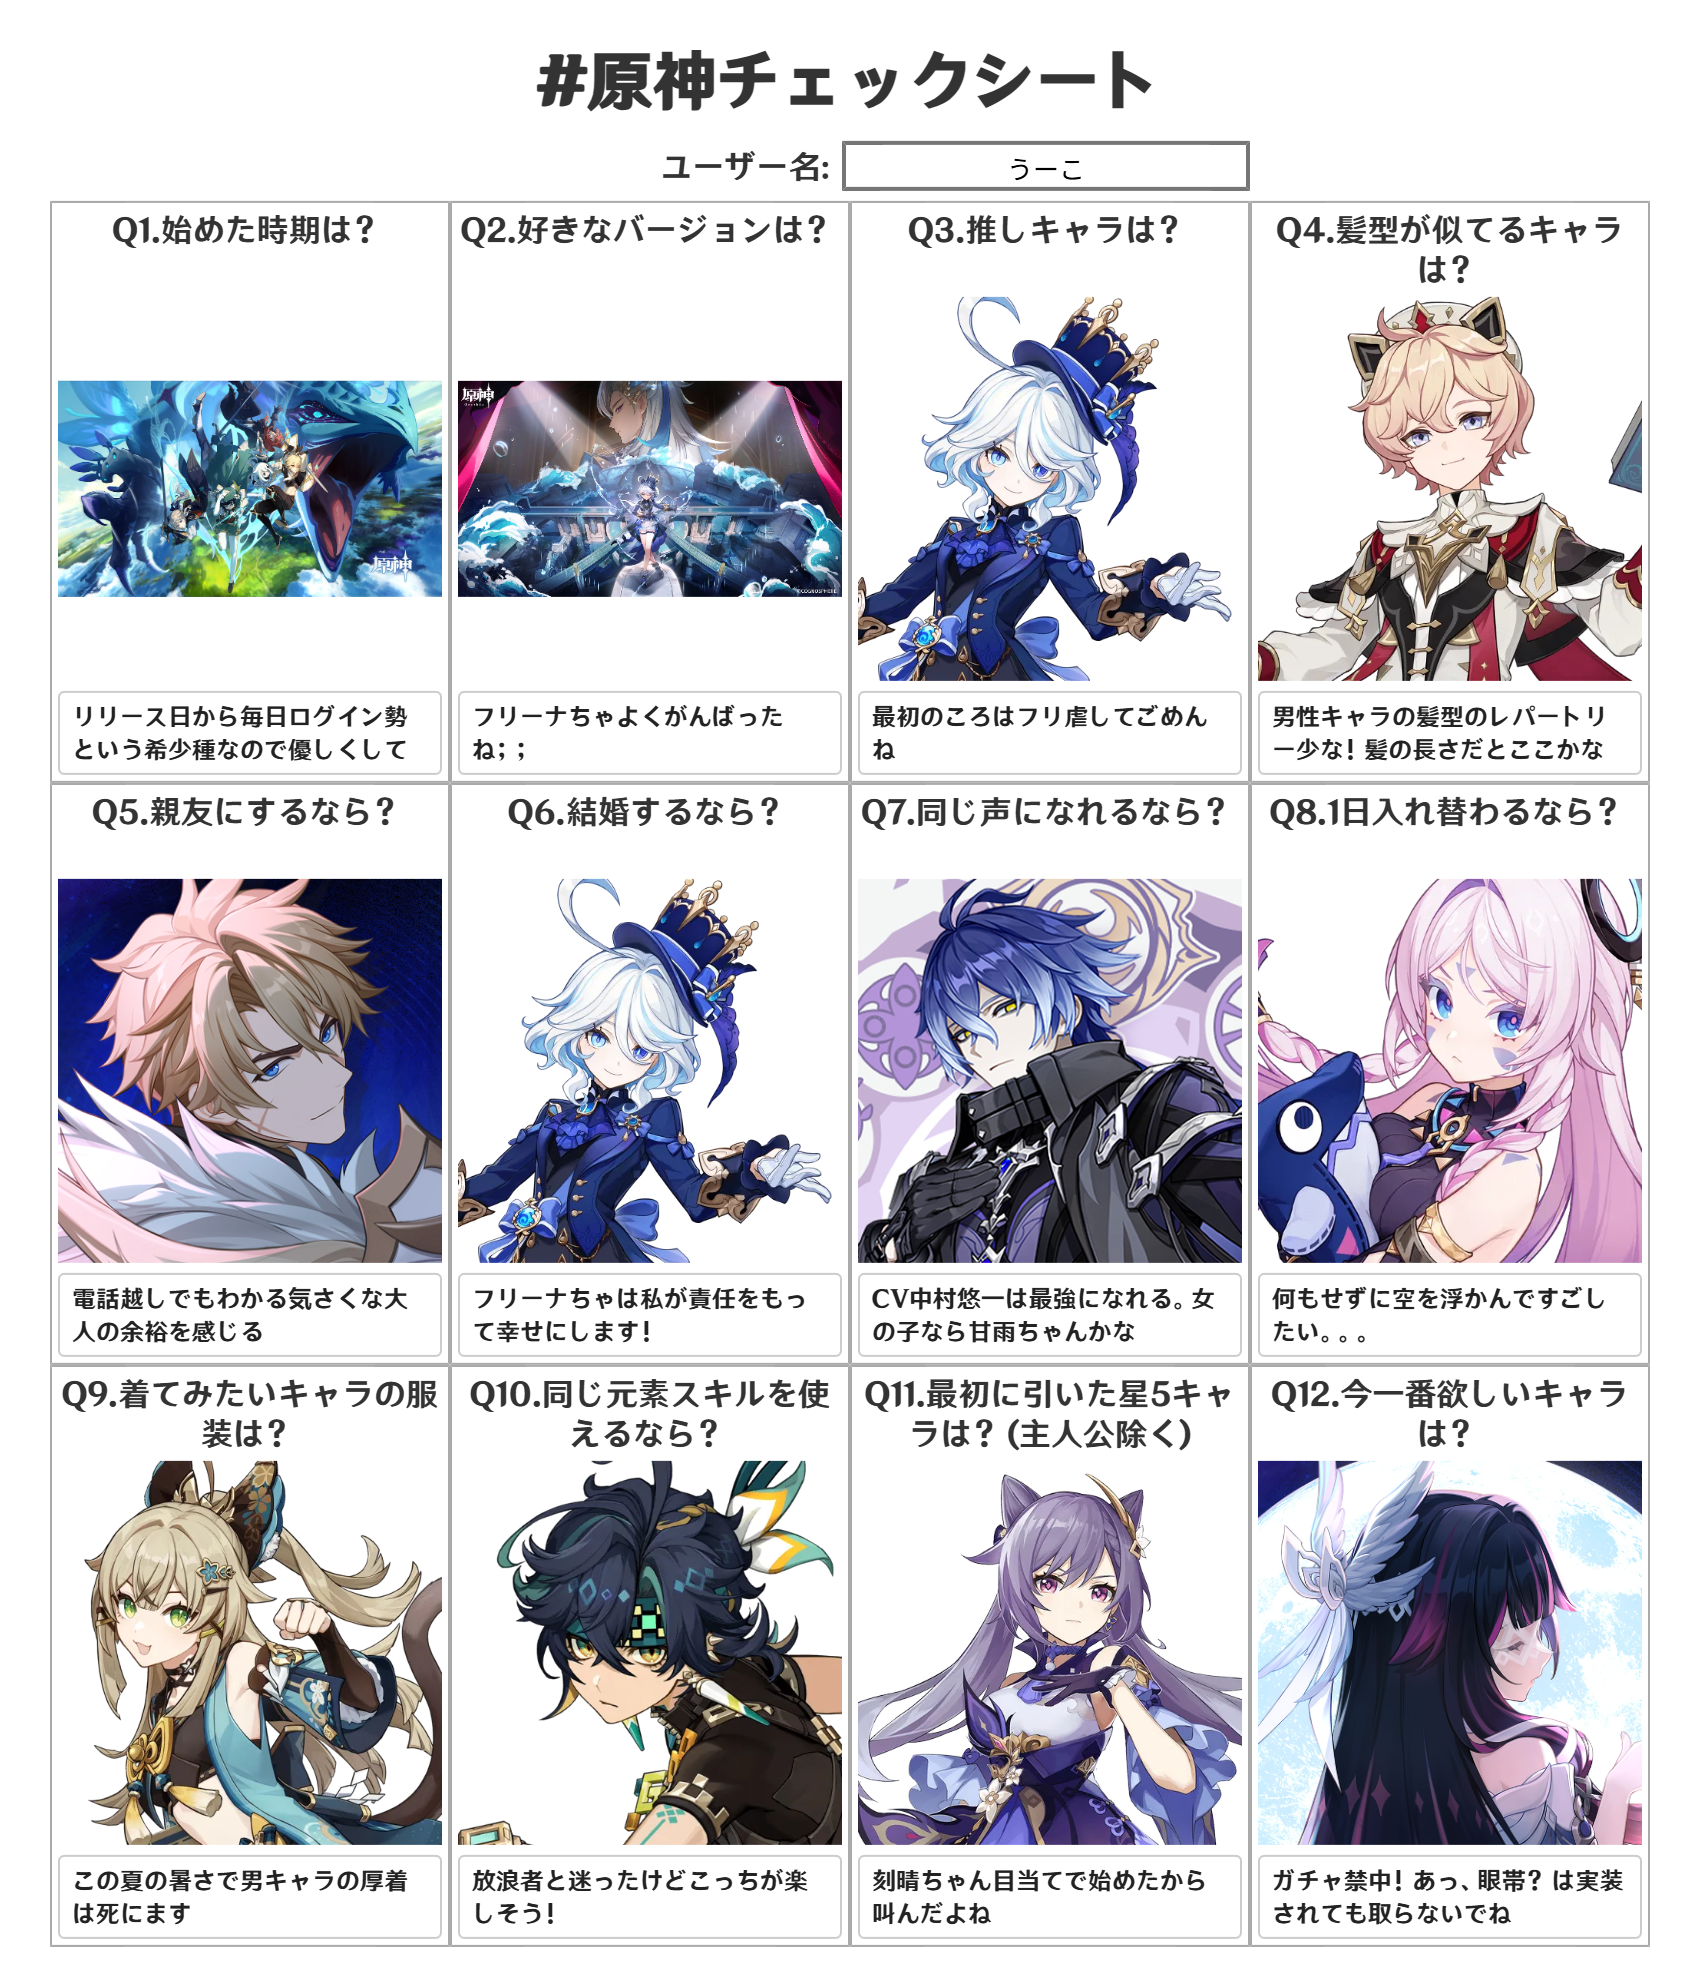 #原神チェックシート
ユーザー名: うーこ
Q1.始めた時期は？
原神
リリース日から毎日ログイン勢
という希少種なので優しくして
Q2.好きなバージョンは？
原神
©COGNOSPHERE
フリーナちゃよくがんばった
ね；；
Q3.推しキャラは？
最初のころはフリ虐してごめん
ね
Q4.髪型が似てるキャラ
は？
男性キャラの髪型のレパートリ
ー少な！髪の長さだとここかな
Q5.親友にするなら？
電話越しでもわかる気さくな大
人の余裕を感じる
Q6.結婚するなら？
フリーナちゃは私が責任をもっ
て幸せにします！
Q7.同じ声になれるなら？
CV中村悠一は最強になれる。女
の子なら甘雨ちゃんかな
Q8.1日入れ替わるなら？
何もせずに空を浮かんですごし
たい。。。
Q9.着てみたいキャラの服
装は？
この夏の暑さで男キャラの厚着
は死にます
Q10.同じ元素スキルを使
えるなら？
放浪者と迷ったけどこっちが楽
しそう！
Q11.最初に引いた星5キャ
ラは？(主人公除く)
刻晴ちゃん目当てで始めたから
叫んだよね
Q12.今一番欲しいキャラ
は？
ガチャ禁中！あっ、眼帯？は実装
されても取らないでね